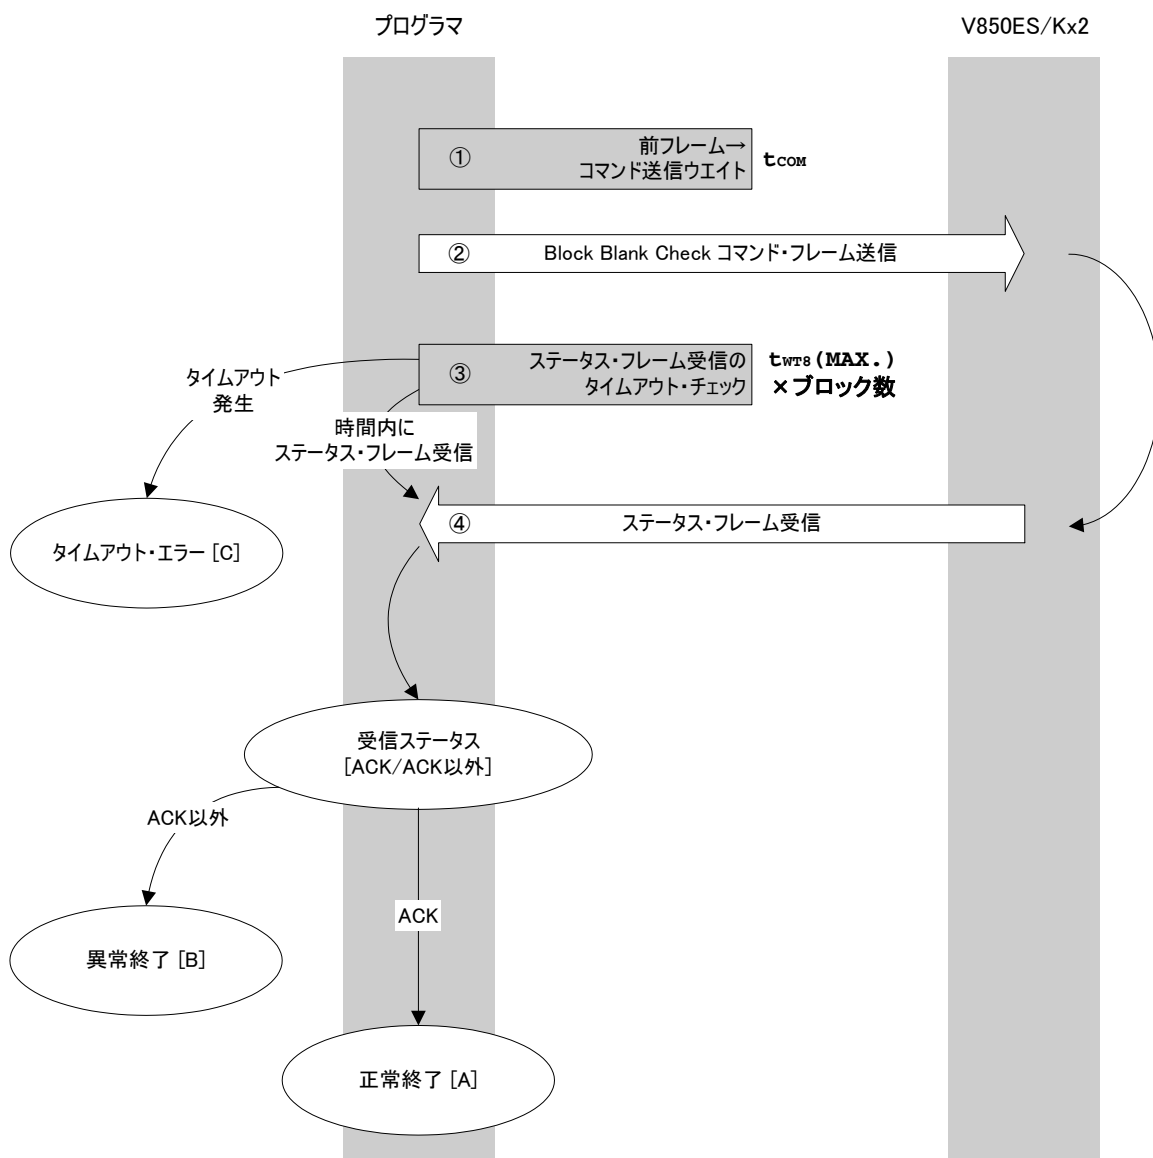 プログラマ
V850ES/Kx2
①
前フレーム→
コマンド送信ウエイト
tCOM
②
Block Blank Check コマンド・フレーム送信
③
ステータス・フレーム受信の
タイムアウト・チェック
tWT8(MAX.)
×ブロック数
タイムアウト
発生
時間内に
ステータス・フレーム受信
④
ステータス・フレーム受信
タイムアウト・エラー [C]
受信ステータス
[ACK/ACK以外]
ACK以外
ACK
異常終了 [B]
正常終了 [A]